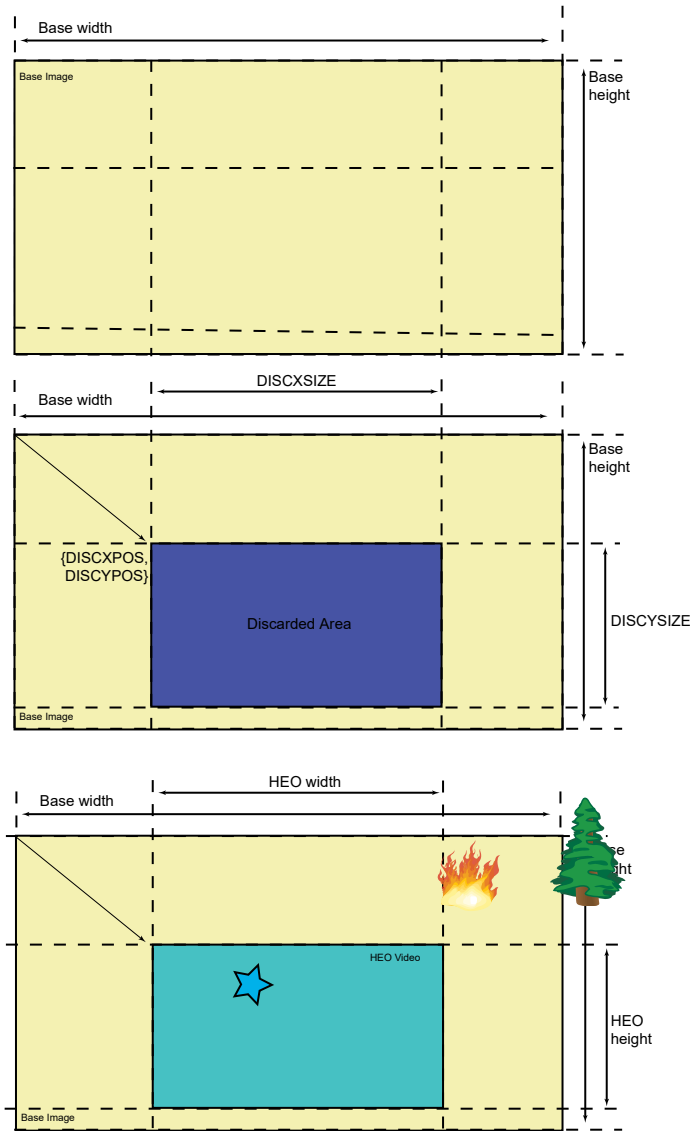 Base width
Base Image
Base
height
DISCXSIZE
Base width
Base
height
{DISCXPOS,
DISCYPOS}
Discarded Area
DISCYSIZE
Base Image
HEO width
Base width
HEO Video
HEO
height
Base Image